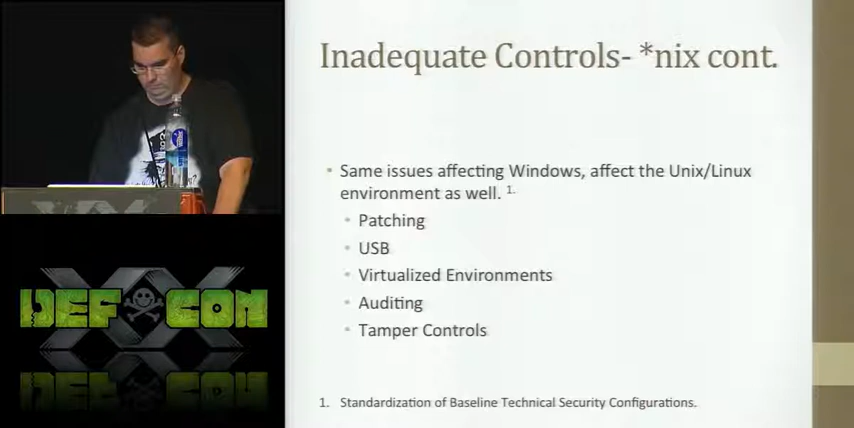 Inadequate Controls- *nix cont.
• Same issues affecting Windows, affect the Unix/Linux
environment as well. 1.
• Patching
• USB
• Virtualized Environments
• Auditing
• Tamper Controls
1. Standardization of Baseline Technical Security Configurations.
XX
DEF CON